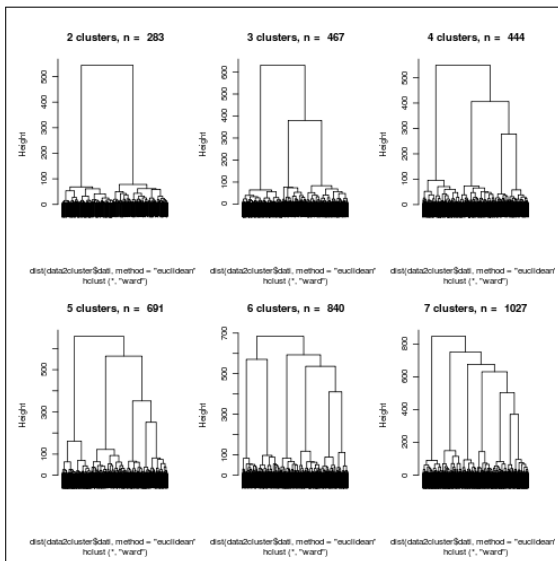 2 clusters, n = 283
Height
0 100 200 300 400 500
dist(data2cluster$dati, method = "euclidean"
hclust (*, "ward")
3 clusters, n = 467
Height
0 100 200 300 400 500 600
dist(data2cluster$dati, method = "euclidean"
hclust (*, "ward")
4 clusters, n = 444
Height
0 100 200 300 400 500
dist(data2cluster$dati, method = "euclidean"
hclust (*, "ward")
5 clusters, n = 691
Height
0 100 300 500
dist(data2cluster$dati, method = "euclidean"
hclust (*, "ward")
6 clusters, n = 840
Height
0 100 300 500 700
dist(data2cluster$dati, method = "euclidean"
hclust (*, "ward")
7 clusters, n = 1027
Height
0 200 400 600 800
dist(data2cluster$dati, method = "euclidean"
hclust (*, "ward")